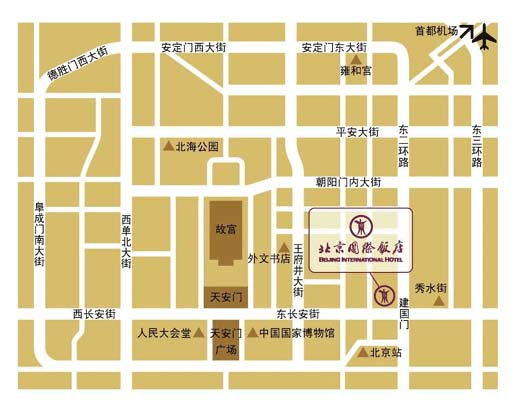 首都机场
德胜门西大街
安定门西大街
安定门东大街
雍和宫
平安大街
东二环路
东三环路
北海公园
朝阳门内大街
阜成门南大街
西单北大街
故宫
外文书店
王府井大街
北京国際飯店
BEIJING INTERNATIONAL HOTEL
天安门
秀水街
建国门
西长安街
东长安街
人民大会堂
天安门
广场
中国国家博物馆
北京站